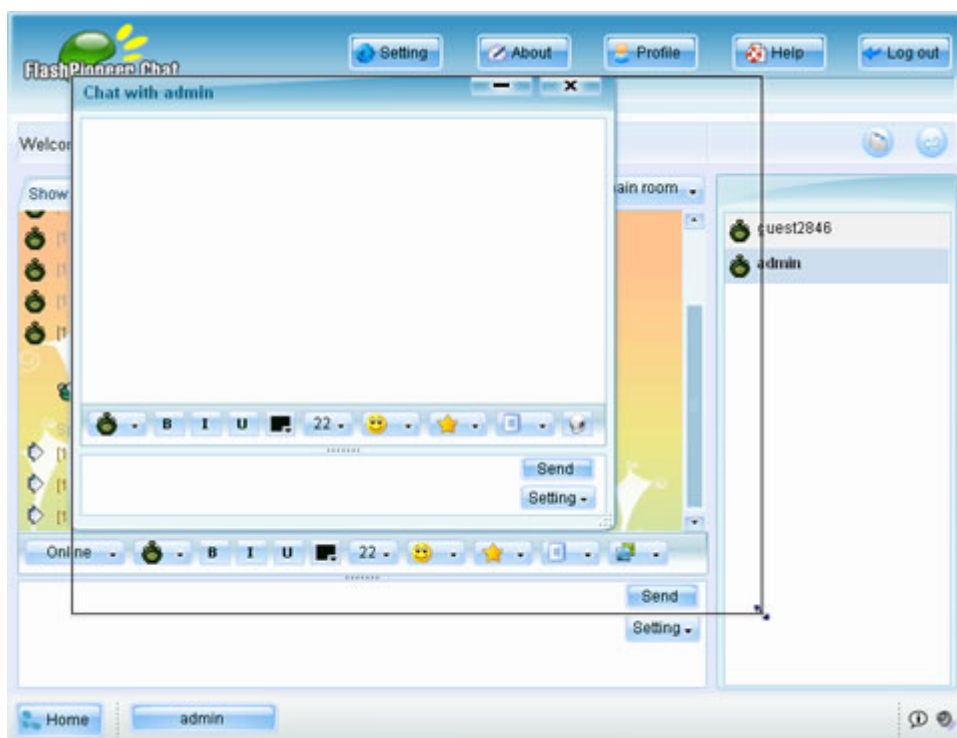 FlashPioneer Chat
Setting
About
Profile
Help
Log out
Chat with admin
Show
ain room
guest2846
admin
B I U 22
Send
Setting
Online
B I U 22
Send
Setting
Home
admin